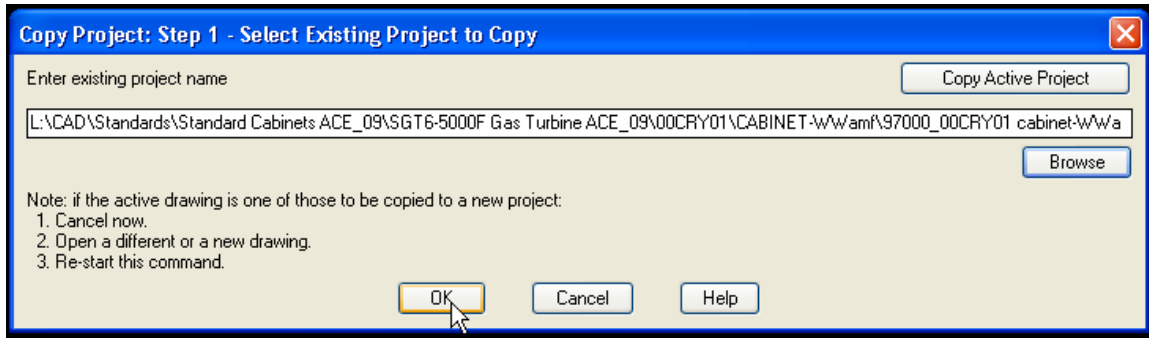 Copy Project: Step 1 - Select Existing Project to Copy
Enter existing project name
Copy Active Project
L:\CAD\Standards\Standard Cabinets ACE_09\SGT6-5000F Gas Turbine ACE_09\00CRY01\CABINET-WWamf\97000_00CRY01 cabinet-WWa
Browse
Note: if the active drawing is one of those to be copied to a new project:
1. Cancel now.
2. Open a different or a new drawing.
3. Re-start this command.
OK
Cancel
Help